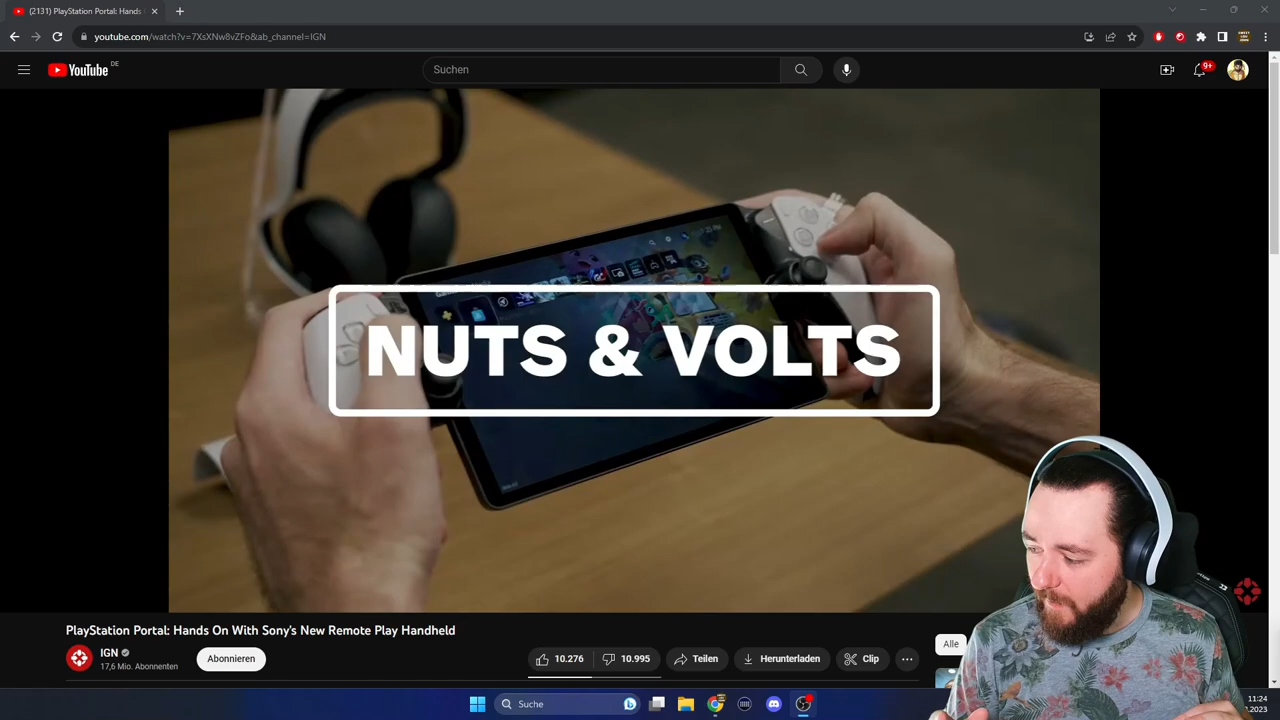 (2131) PlayStation Portal: Hands
youtube.com/watch?v=7XsXNw8vZFo&ab_channel=IGN
YouTube DE
Suchen
9+
NUTS & VOLTS
PlayStation Portal: Hands On With Sony's New Remote Play Handheld
IGN
17,6 Mio. Abonnenten
Abonnieren
10.276
10.995
Teilen
Herunterladen
Clip
Alle
Suche
11:24
.2023